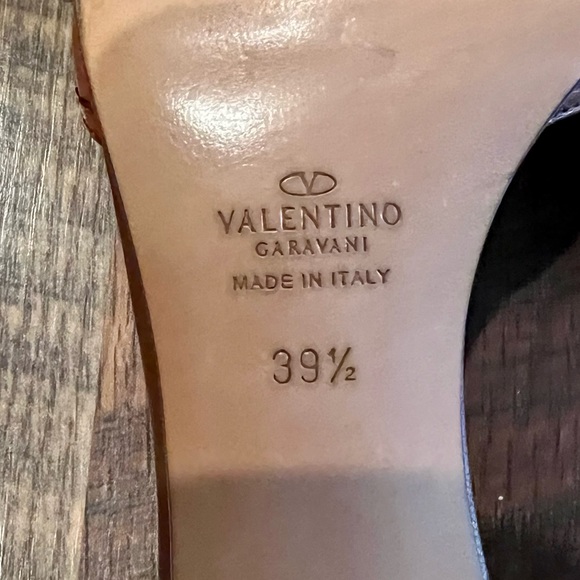 VALENTINO
GARAVANI
MADE IN ITALY
39½